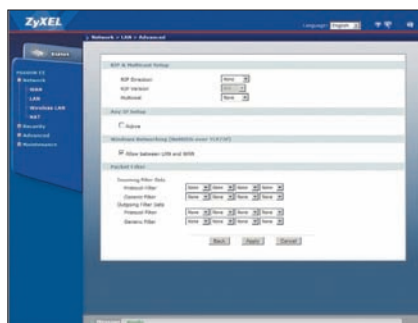 ZyXEL
Language: English
Network > LAN > Advanced
Status
Network
WAN
LAN
Wireless LAN
NAT
Security
Advanced
Maintenance
RIP & Multicast Setup
RIP Direction None
RIP Version
Multicast None
Any IP Setup
Active
Windows Networking (NetBIOS over TCP/IP)
Allow between LAN and WAN
Packet Filter
Incoming Filter Sets
Protocol Filter None None None None
Generic Filter None None None None
Outgoing Filter Sets
Protocol Filter None None None None
Generic Filter None None None None
Back Apply Cancel